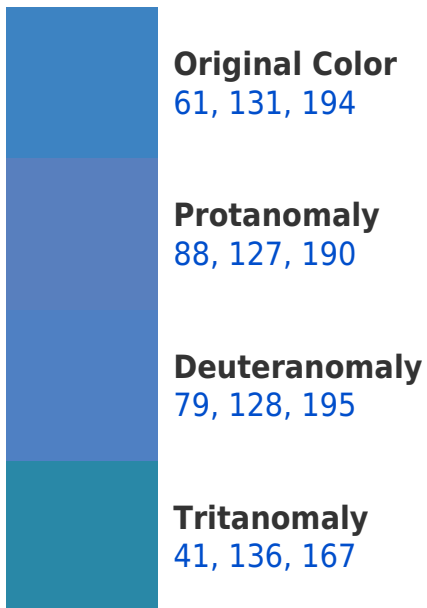 Original Color
61, 131, 194
Protanomaly
88, 127, 190
Deuteranomaly
79, 128, 195
Tritanomaly
41, 136, 167